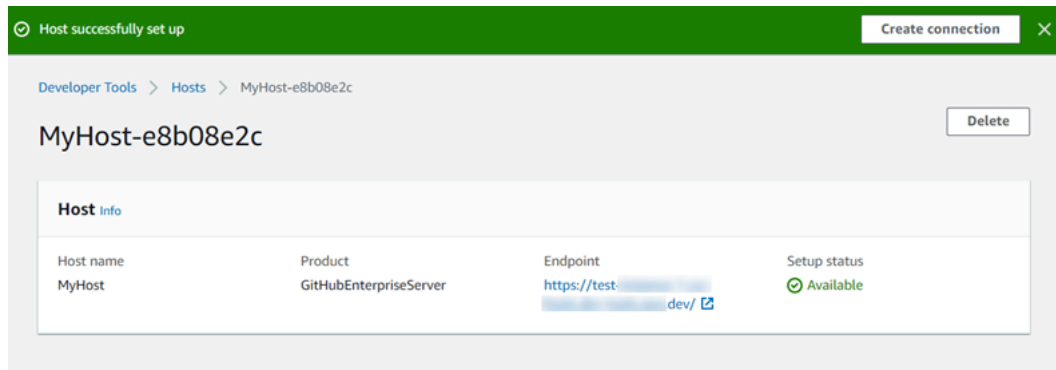 Host successfully set up
Create connection
Developer Tools > Hosts > MyHost-e8b08e2c
MyHost-e8b08e2c
Delete
Host Info
Host name
Product
Endpoint
Setup status
MyHost
GitHubEnterpriseServer
https://test-
dev/
Available